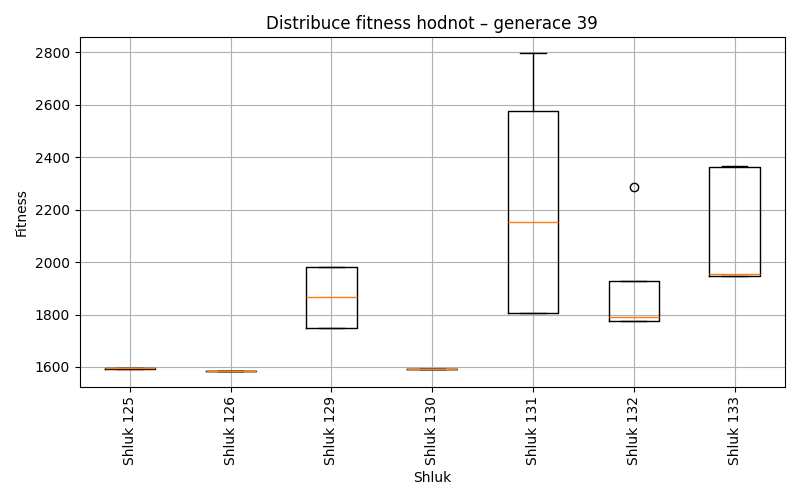 Distribuce fitness hodnot – generace 39
Fitness
2800
2600
2400
2200
2000
1800
1600
Shluk 125
Shluk 126
Shluk 129
Shluk 130
Shluk 131
Shluk 132
Shluk 133
Shluk